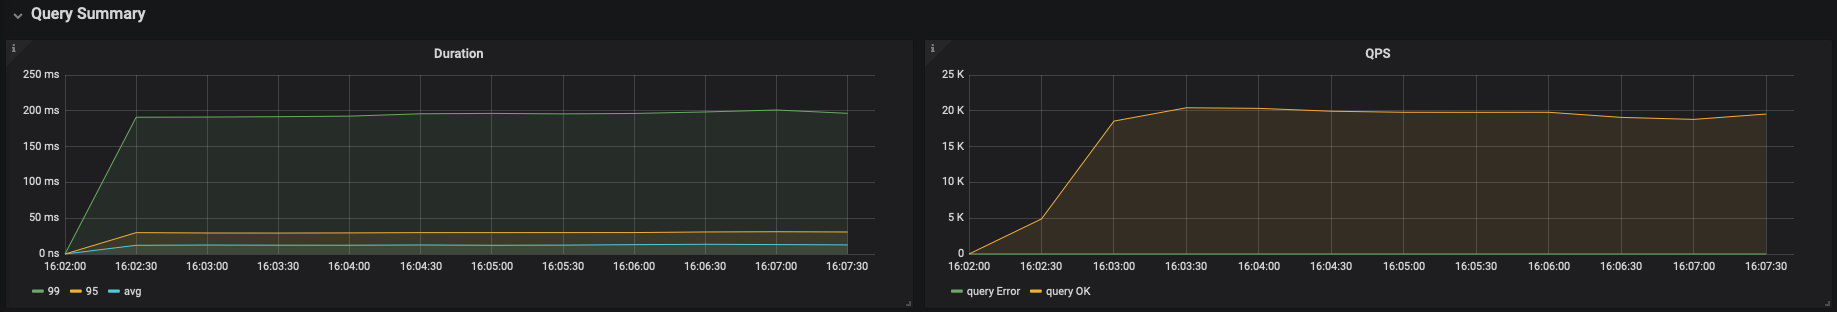 Query Summary
i
Duration
250 ms
200 ms
150 ms
100 ms
50 ms
0 ns
16:02:00 16:02:30 16:03:00 16:03:30 16:04:00 16:04:30 16:05:00 16:05:30 16:06:00 16:06:30 16:07:00 16:07:30
99 95 avg
i
QPS
25 K
20 K
15 K
10 K
5 K
0
16:02:00 16:02:30 16:03:00 16:03:30 16:04:00 16:04:30 16:05:00 16:05:30 16:06:00 16:06:30 16:07:00 16:07:30
query Error query OK